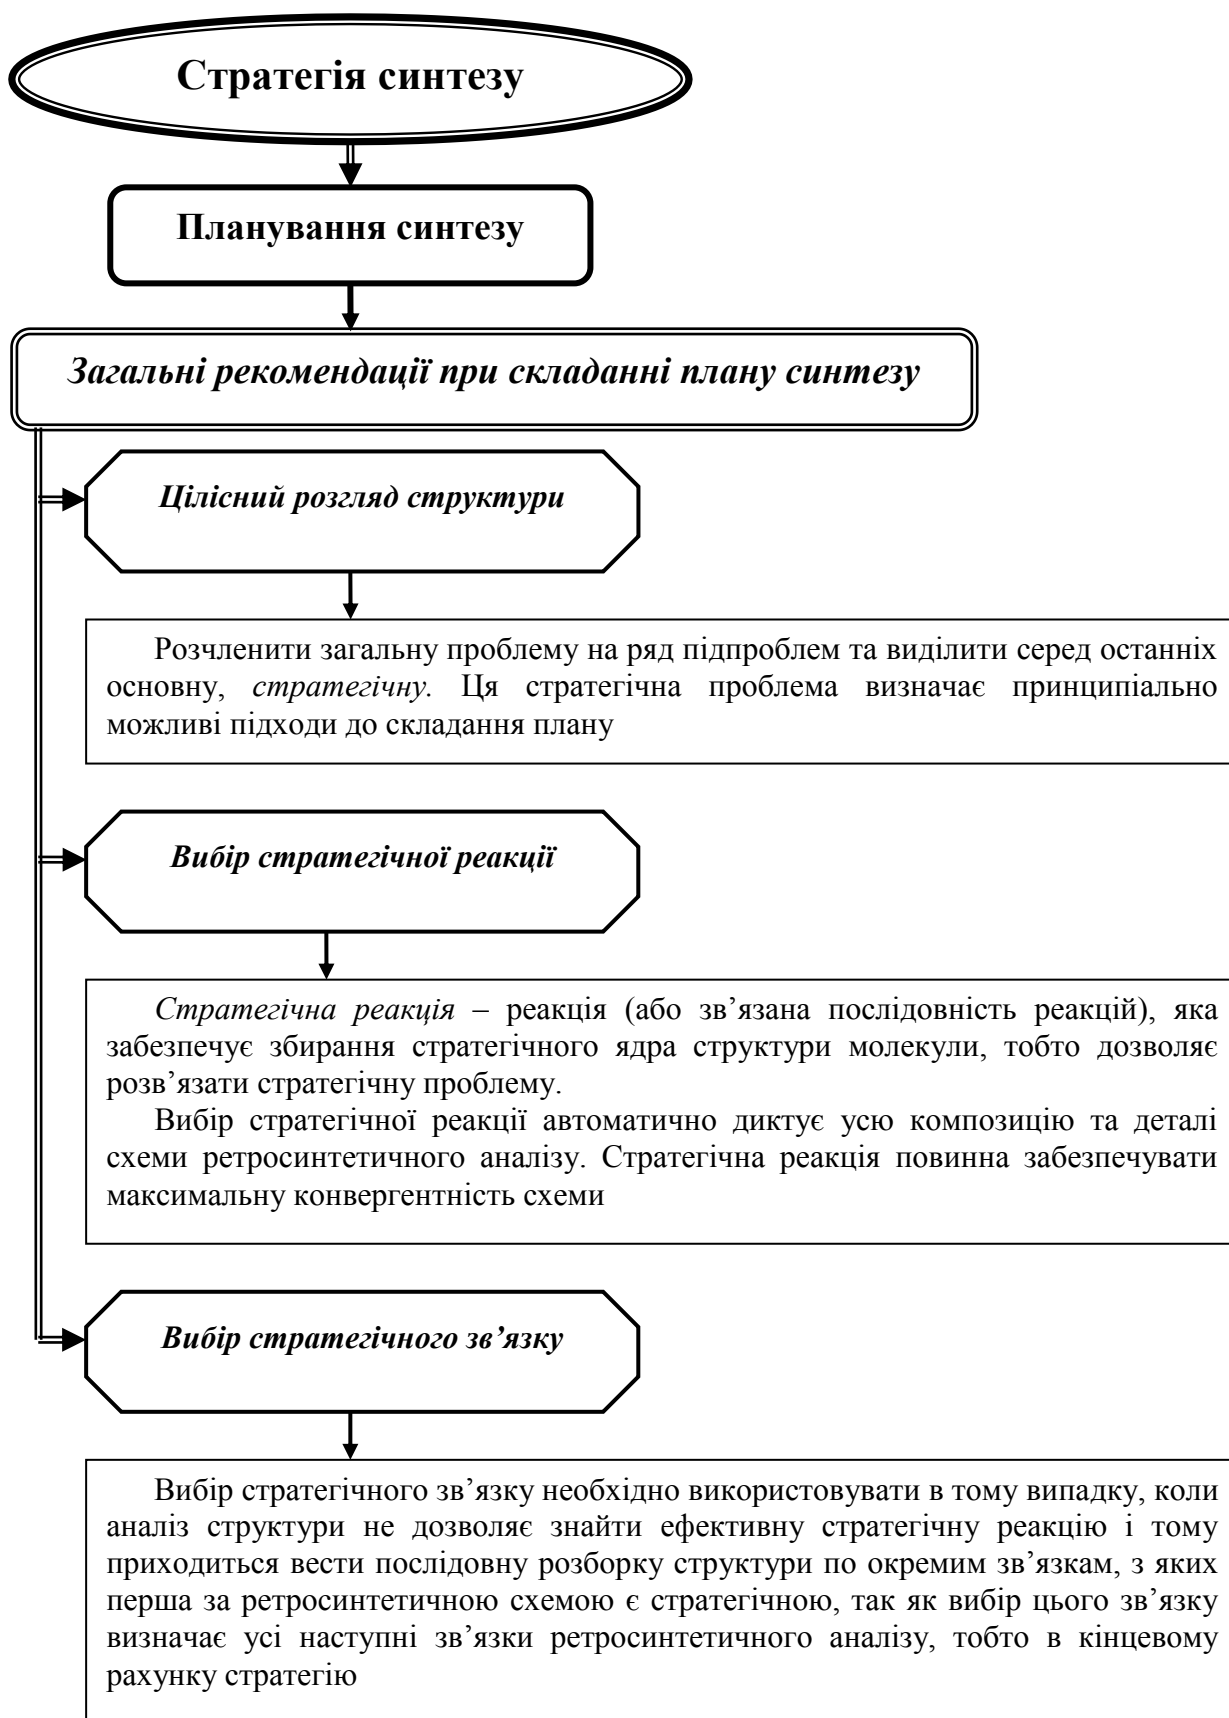 Стратегія синтезу
Планування синтезу
Загальні рекомендації при складанні плану синтезу
Цілісний розгляд структури
Розчленити загальну проблему на ряд підпроблем та виділити серед останніх
основну, стратегічну. Ця стратегічна проблема визначає принципіально
можливі підходи до складання плану
Вибір стратегічної реакції
Стратегічна реакція – реакція (або зв’язана послідовність реакцій), яка
забезпечує збирання стратегічного ядра структури молекули, тобто дозволяє
розв’язати стратегічну проблему.
Вибір стратегічної реакції автоматично диктує усю композицію та деталі
схеми ретросинтетичного аналізу. Стратегічна реакція повинна забезпечувати
максимальну конвергентність схеми
Вибір стратегічного зв’язку
Вибір стратегічного зв’язку необхідно використовувати в тому випадку, коли
аналіз структури не дозволяє знайти ефективну стратегічну реакцію і тому
приходиться вести послідовну розборку структури по окремим зв’язкам, з яких
перша за ретросинтетичною схемою є стратегічною, так як вибір цього зв’язку
визначає усі наступні зв’язки ретросинтетичного аналізу, тобто в кінцевому
рахунку стратегію